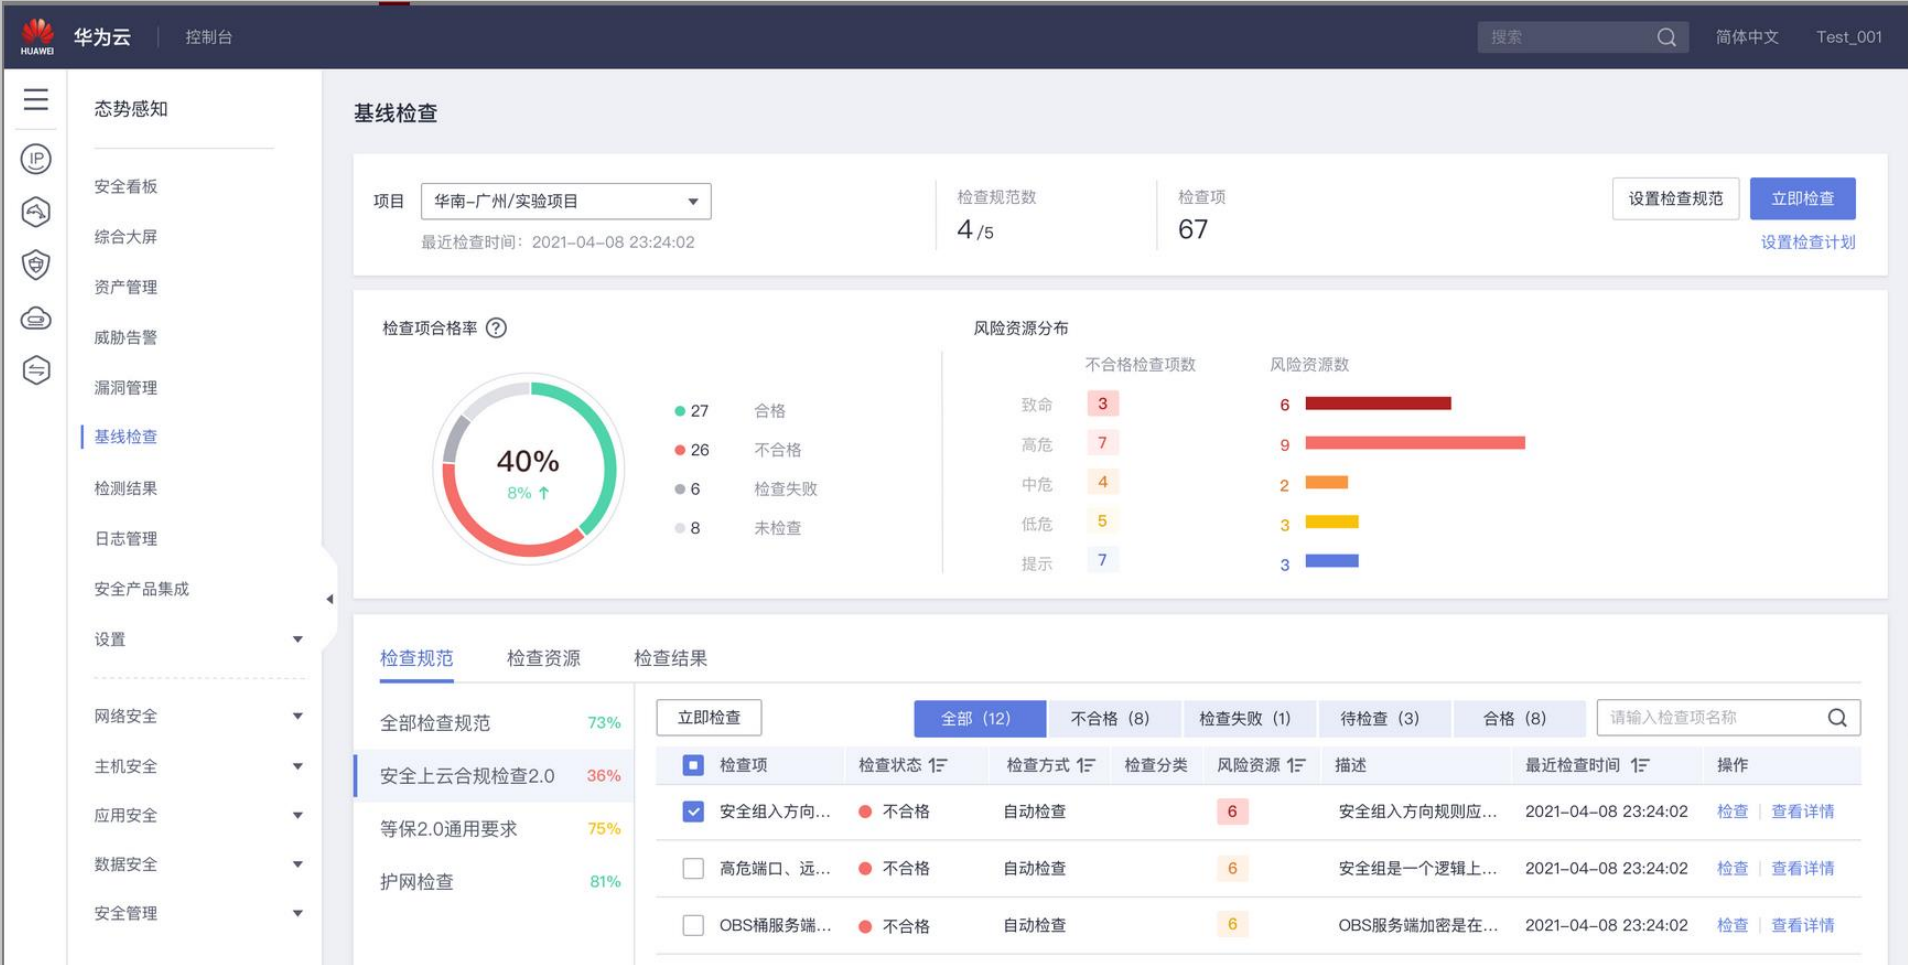 HUAWEI
华为云 控制台 搜索 简体中文 Test_001
态势感知
IP
安全看板
综合大屏
资产管理
威胁告警
漏洞管理
基线检查
检测结果
日志管理
安全产品集成
设置
网络安全
主机安全
应用安全
数据安全
安全管理
基线检查
项目 华南–广州/实验项目
最近检查时间：2021–04–08 23:24:02
检查规范数
4 /5
检查项
67
设置检查规范 立即检查
设置检查计划
检查项合格率 ?
40%
8% ↑
27 合格
26 不合格
6 检查失败
8 未检查
风险资源分布
不合格检查项数 风险资源数
致命 3 6
高危 7 9
中危 4 2
低危 5 3
提示 7 3
检查规范 检查资源 检查结果
全部检查规范 73%
安全上云合规检查2.0 36%
等保2.0通用要求 75%
护网检查 81%
立即检查 全部（12） 不合格（8） 检查失败（1） 待检查（3） 合格（8） 请输入检查项名称
检查项 检查状态 检查方式 检查分类 风险资源 描述 最近检查时间 操作
安全组入方向... 不合格 自动检查 6 安全组入方向规则应... 2021–04–08 23:24:02 检查 查看详情
高危端口、远... 不合格 自动检查 6 安全组是一个逻辑上... 2021–04–08 23:24:02 检查 查看详情
OBS桶服务端... 不合格 自动检查 6 OBS服务端加密是在... 2021–04–08 23:24:02 检查 查看详情